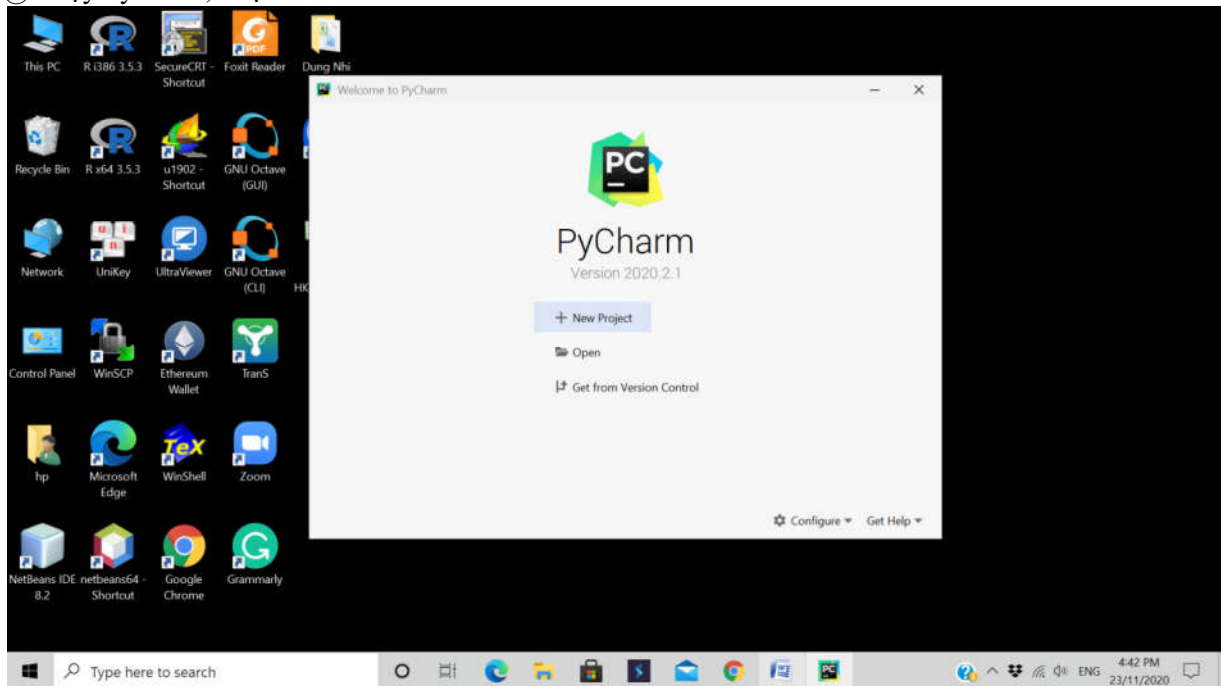 This PC
R i386 3.5.3
SecureCRT -
Shortcut
Foxit Reader
Dung Nhi
Recycle Bin
R x64 3.5.3
u1902 -
Shortcut
GNU Octave
(GUI)
Network
UniKey
UltraViewer
GNU Octave
(CLI)
HK
Control Panel
WinSCP
Ethereum
Wallet
TranS
hp
Microsoft
Edge
WinShell
Zoom
NetBeans IDE
8.2
netbeans64 -
Shortcut
Google
Chrome
Grammarly
Welcome to PyCharm
PC
PyCharm
Version 2020.2.1
New Project
Open
Get from Version Control
Configure
Get Help
Type here to search
ENG
4:42 PM
23/11/2020